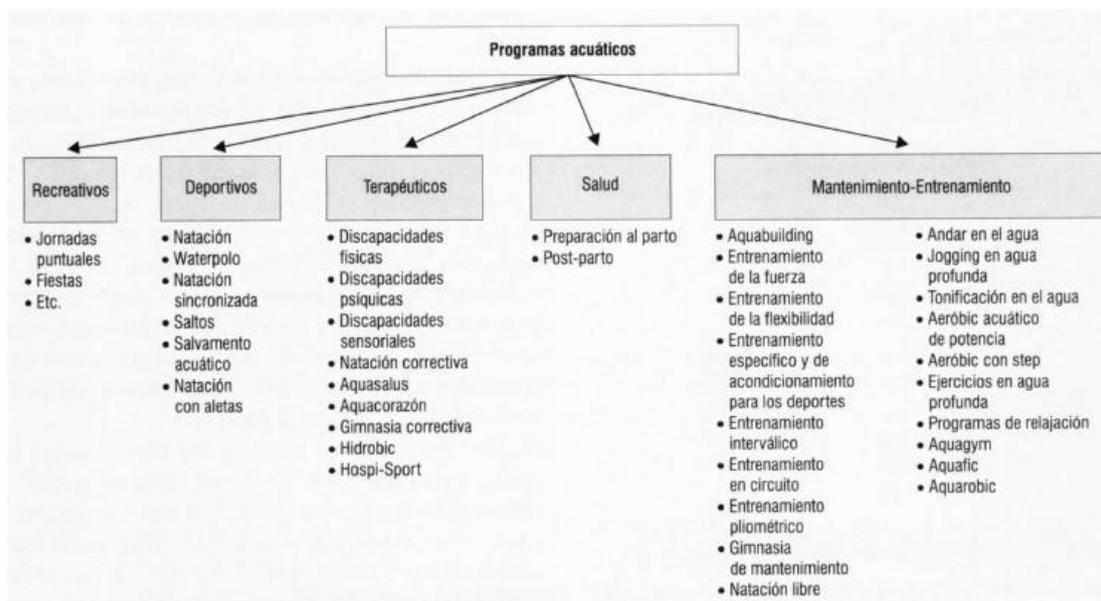 Programas acuáticos
Recreativos
• Jornadas
puntuales
• Fiestas
• Etc.
Deportivos
• Natación
• Waterpolo
• Natación
sincronizada
• Saltos
• Salvamento
acuático
• Natación
con aletas
Terapéuticos
• Discapacidades
físicas
• Discapacidades
psíquicas
• Discapacidades
sensoriales
• Natación correctiva
• Aquasalus
• Aquacorazón
• Gimnasia correctiva
• Hidrobic
• Hospi-Sport
Salud
• Preparación al parto
• Post-parto
Mantenimiento-Entrenamiento
• Aquabuilding
• Entrenamiento
de la fuerza
• Entrenamiento
de la flexibilidad
• Entrenamiento
específico y de
acondicionamiento
para los deportes
• Entrenamiento
interválico
• Entrenamiento
en circuito
• Entrenamiento
pliométrico
• Gimnasia
de mantenimiento
• Natación libre
• Andar en el agua
• Jogging en agua
profunda
• Tonificación en el agua
• Aeróbic acuático
de potencia
• Aeróbic con step
• Ejercicios en agua
profunda
• Programas de relajación
• Aquagym
• Aquafic
• Aquarobic